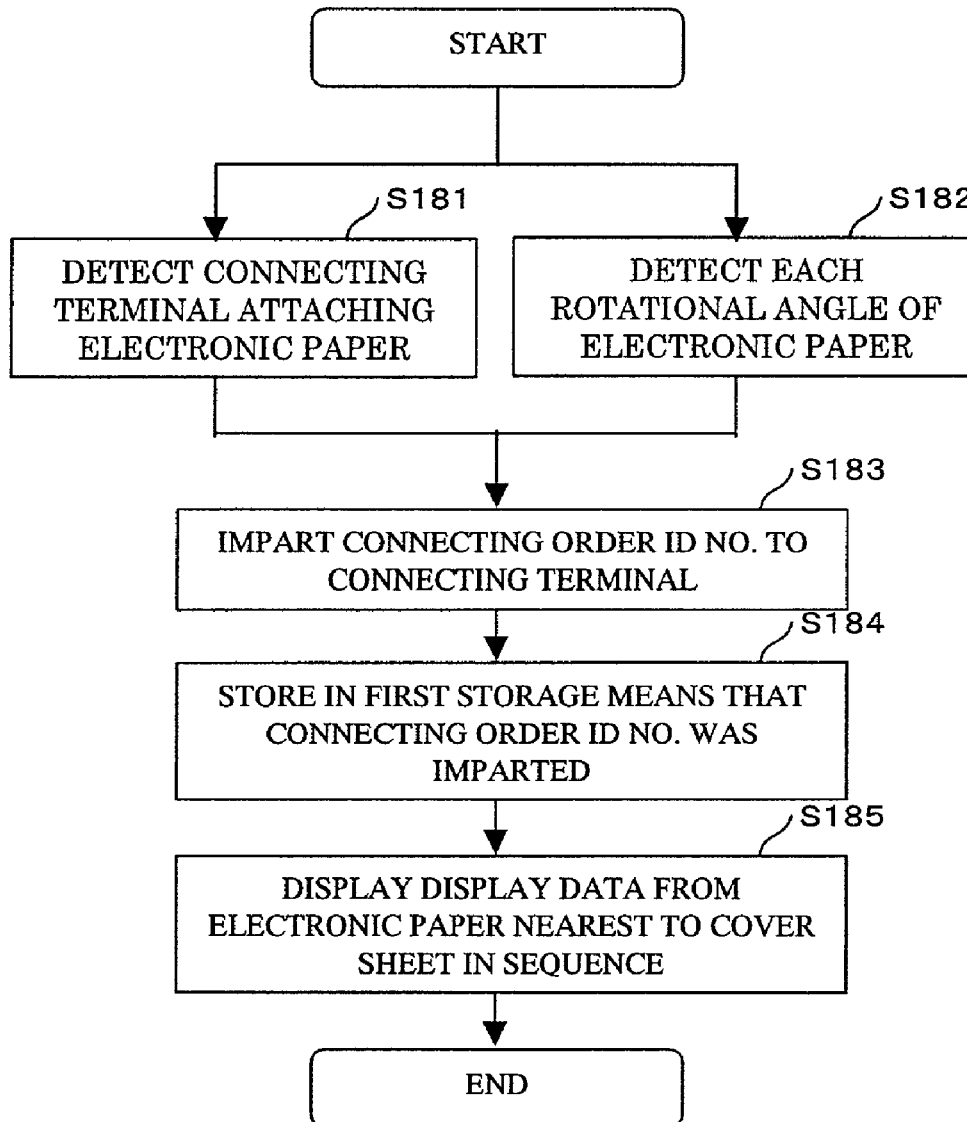 START
S181
S182
DETECT CONNECTING
TERMINAL ATTACHING
ELECTRONIC PAPER
DETECT EACH
ROTATIONAL ANGLE OF
ELECTRONIC PAPER
S183
IMPART CONNECTING ORDER ID NO. TO
CONNECTING TERMINAL
S184
STORE IN FIRST STORAGE MEANS THAT
CONNECTING ORDER ID NO. WAS
IMPARTED
S185
DISPLAY DISPLAY DATA FROM
ELECTRONIC PAPER NEAREST TO COVER
SHEET IN SEQUENCE
END